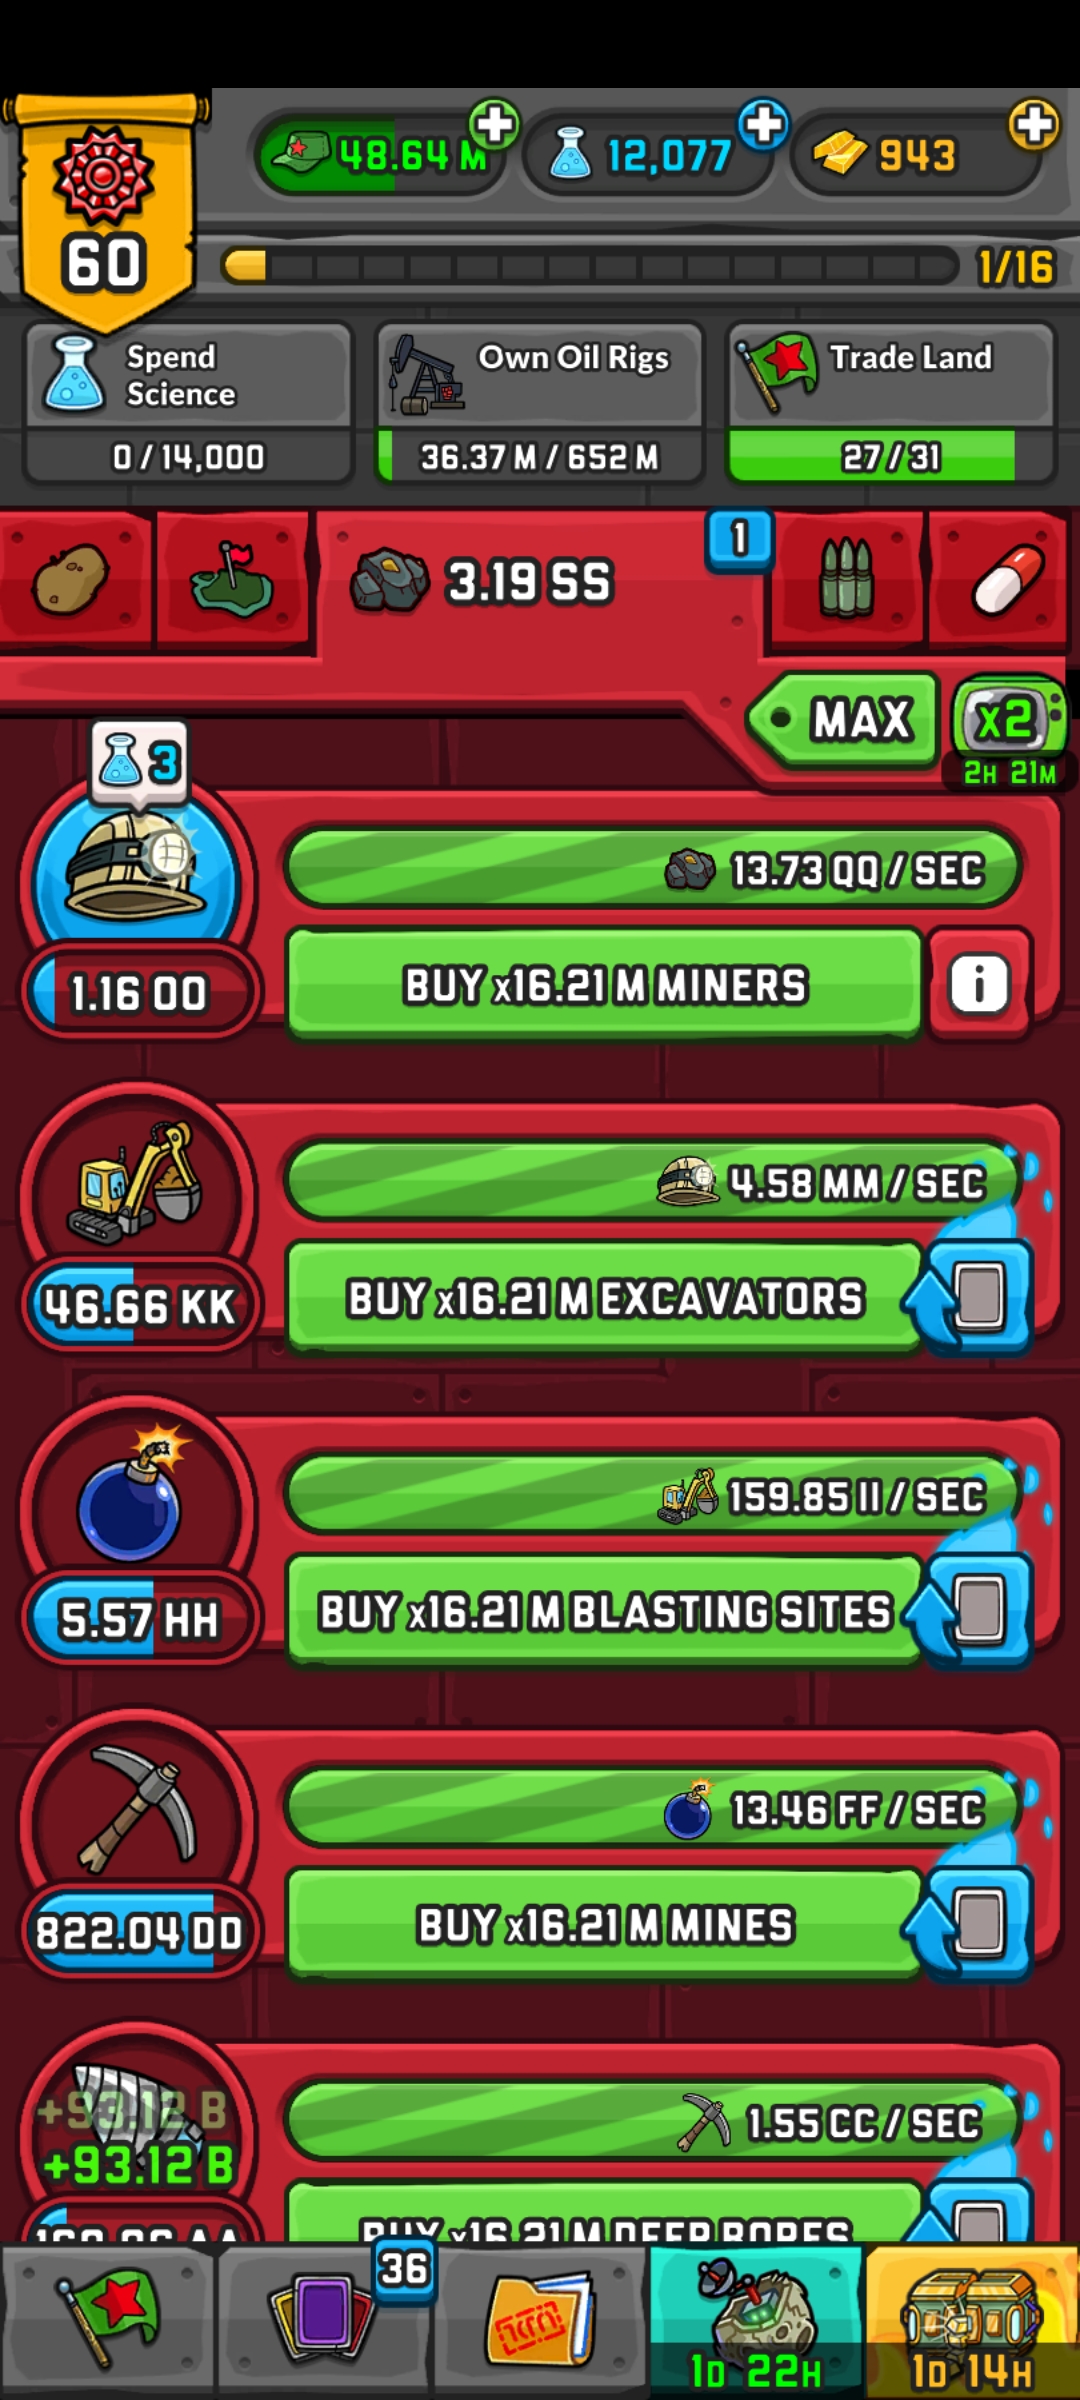 48.64 M
12,077
943
60
1/16
Spend
Science
Own Oil Rigs
Trade Land
0 / 14,000
36.37 M / 652 M
27 / 31
3.19 SS
1
MAX
x2
2H 21M
3
13.73 QQ / SEC
1.16 OO
BUY x16.21 M MINERS
i
4.58 MM / SEC
46.66 KK
BUY x16.21 M EXCAVATORS
159.85 II / SEC
5.57 HH
BUY x16.21 M BLASTING SITES
13.46 FF / SEC
822.04 DD
BUY x16.21 M MINES
+93.12 B
+93.12 B
1.55 CC / SEC
BUY x16.21 M DEEP BORES
36
1D 22H
1D 14H